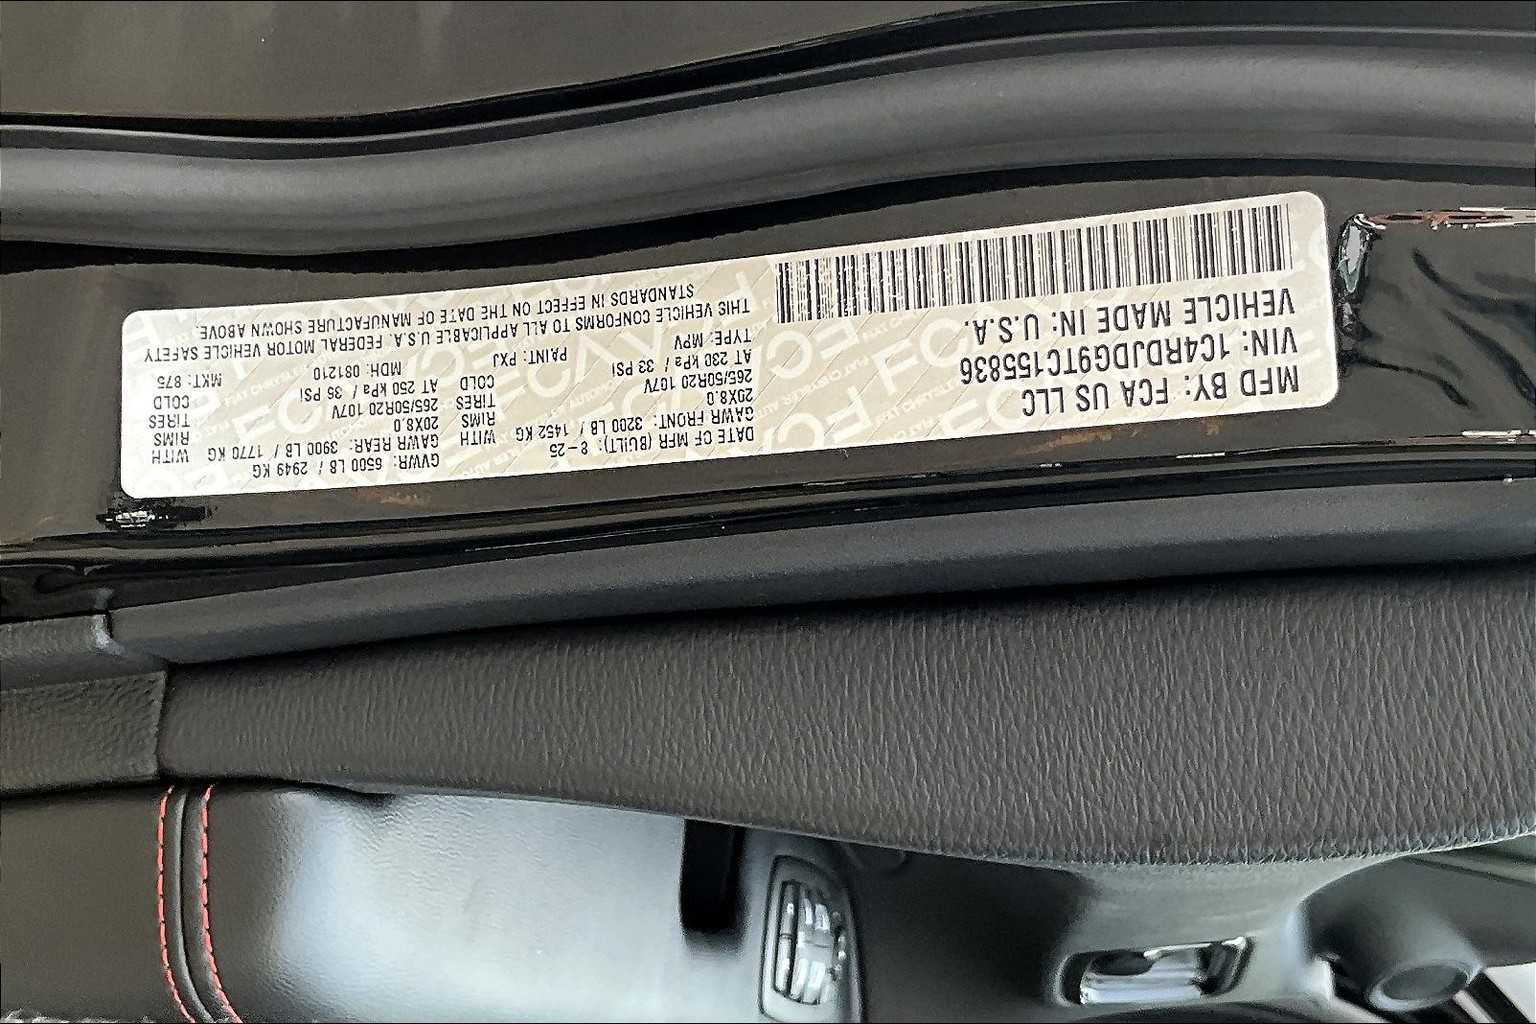 MFD BY: FCA US LLC
VIN: 1C4RDJDG9TC155836
VEHICLE MADE IN: U.S.A.
DATE OF MFR (BUILT): 8-25
GVWR: 6500 LB / 2949 KG
GAWR FRONT: 3200 LB / 1452 KG WITH
GAWR REAR: 3900 LB / 1770 KG WITH
20X8.0 RIMS
20X8.0 RIMS
265/50R20 107V TIRES
265/50R20 107V TIRES
AT 230 kPa / 33 PSI COLD
AT 250 kPa / 36 PSI COLD
TYPE: MPV PAINT: PXJ MDH: 081210 MKT: 875
THIS VEHICLE CONFORMS TO ALL APPLICABLE U.S.A. FEDERAL MOTOR VEHICLE SAFETY
STANDARDS IN EFFECT ON THE DATE OF MANUFACTURE SHOWN ABOVE.